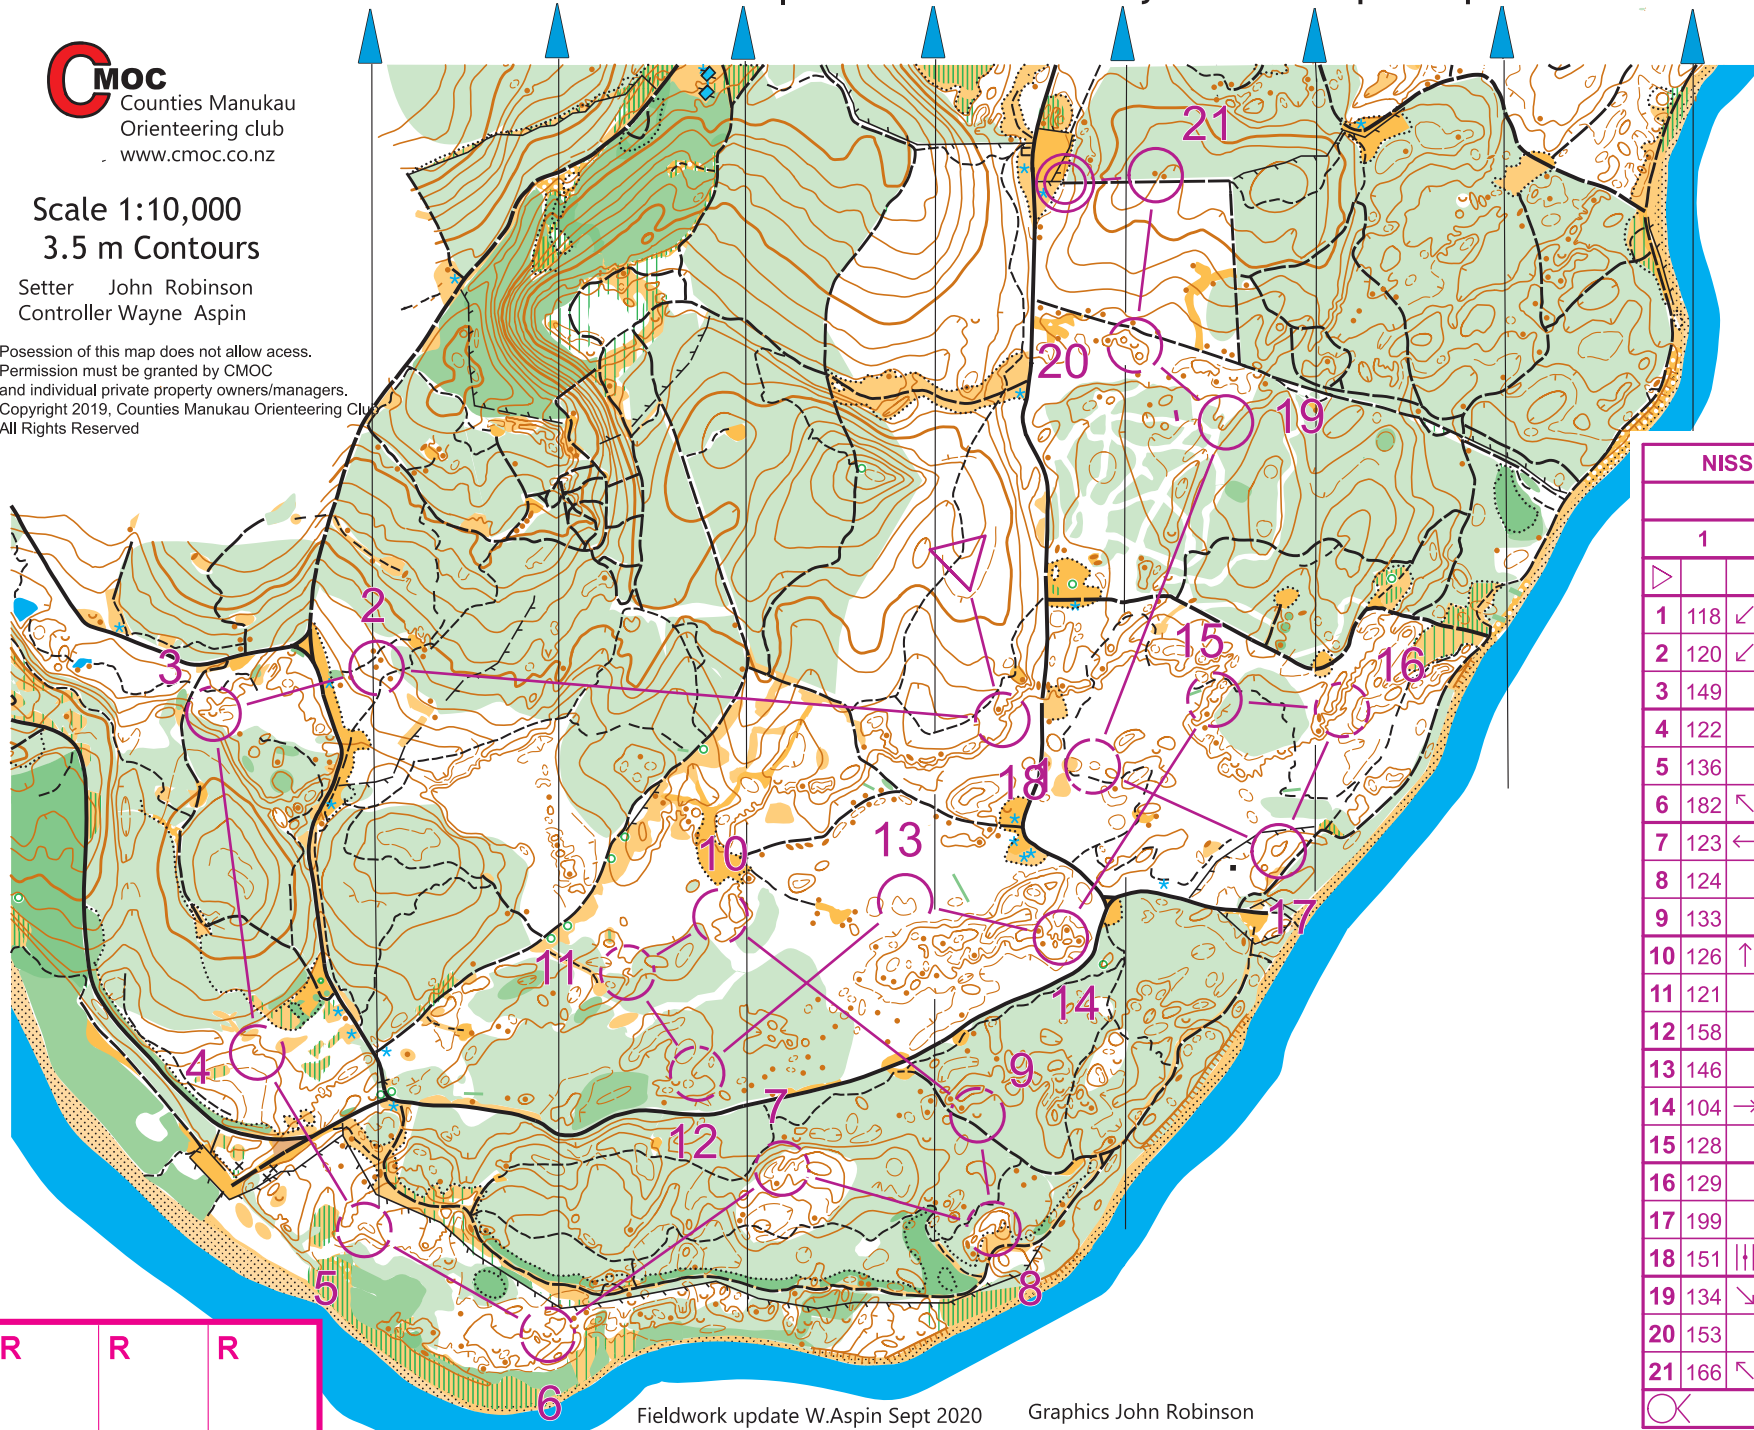 CMOC
Counties Manukau
Orienteering club
www.cmoc.co.nz
Scale 1:10,000
3.5 m Contours
Setter John Robinson
Controller Wayne Aspin
Posession of this map does not allow acess.
Permission must be granted by CMOC
and individual private property owners/managers.
Copyright 2019, Counties Manukau Orienteering Club
All Rights Reserved
21
20
19
2
3
15
16
18
1
10
13
17
11
14
4
9
7
12
5
8
6
NISS
1
1 118
2 120
3 149
4 122
5 136
6 182
7 123
8 124
9 133
10 126
11 121
12 158
13 146
14 104
15 128
16 129
17 199
18 151
19 134
20 153
21 166
R R R
Fieldwork update W.Aspin Sept 2020 Graphics John Robinson